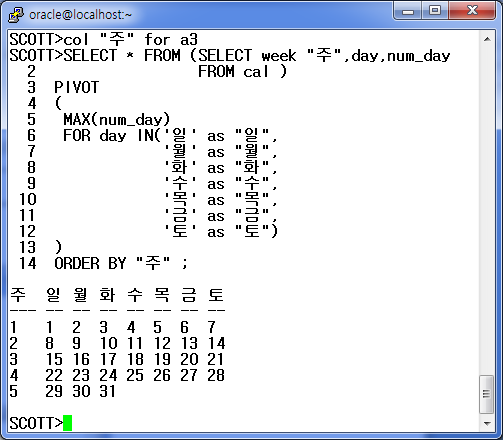 oracle@localhost:~
SCOTT>col "주" for a3
SCOTT>SELECT * FROM (SELECT week "주",day,num_day
2 FROM cal )
3 PIVOT
4 (
5 MAX(num_day)
6 FOR day IN('일' as "일",
7 '월' as "월",
8 '화' as "화",
9 '수' as "수",
10 '목' as "목",
11 '금' as "금",
12 '토' as "토")
13 )
14 ORDER BY "주" ;
주 일 월 화 수 목 금 토
--- -- -- -- -- -- -- --
1 1 2 3 4 5 6 7
2 8 9 10 11 12 13 14
3 15 16 17 18 19 20 21
4 22 23 24 25 26 27 28
5 29 30 31
SCOTT>